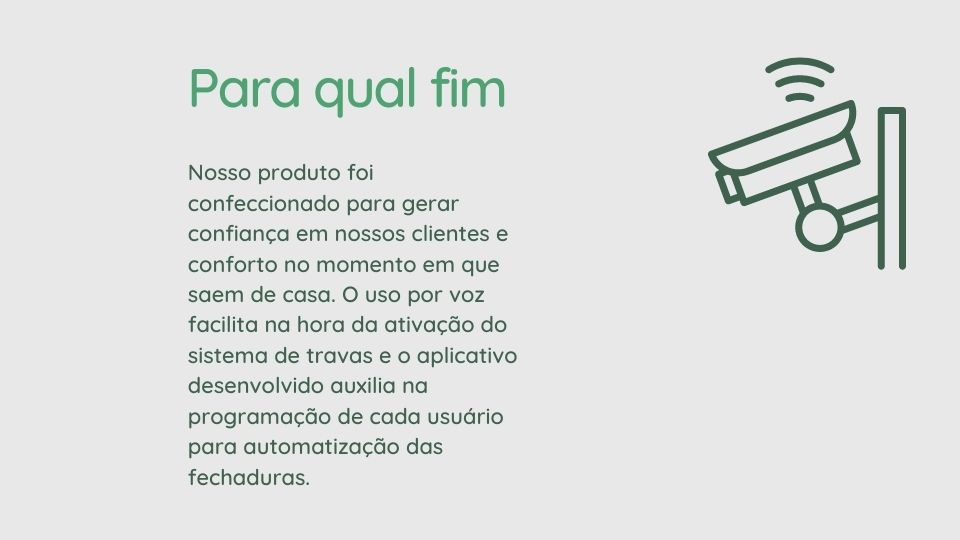 Para qual fim
Nosso produto foi
confeccionado para gerar
confiança em nossos clientes e
conforto no momento em que
saem de casa. O uso por voz
facilita na hora da ativação do
sistema de travas e o aplicativo
desenvolvido auxilia na
programação de cada usuário
para automatização das
fechaduras.